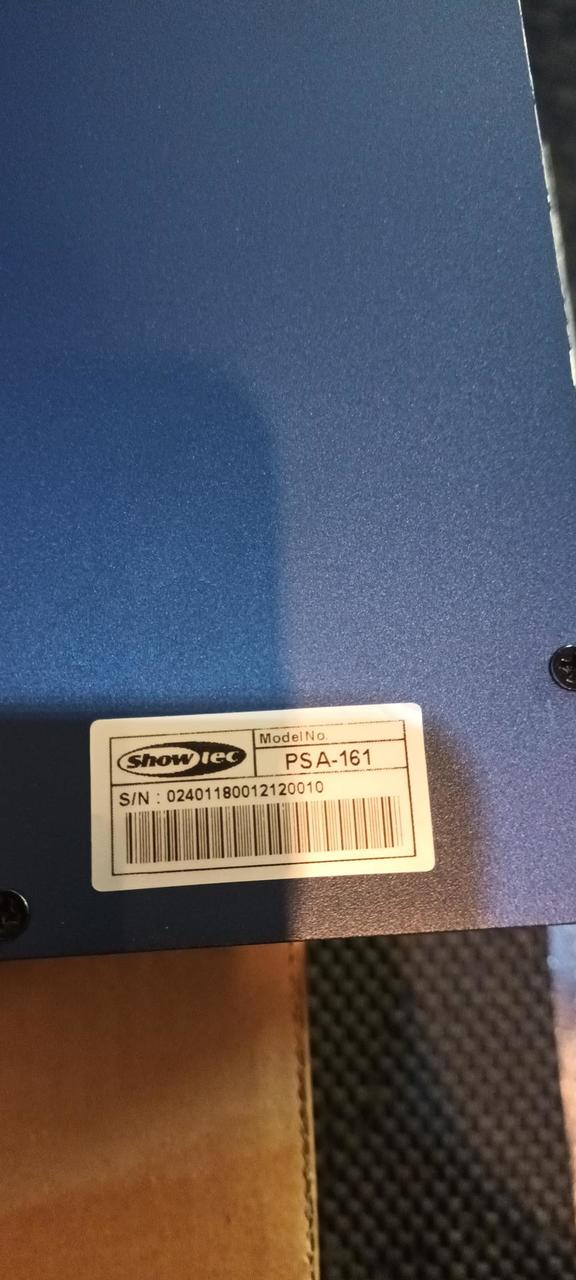 Showtec
Model No.
PSA-161
S/N : 02401180012120010